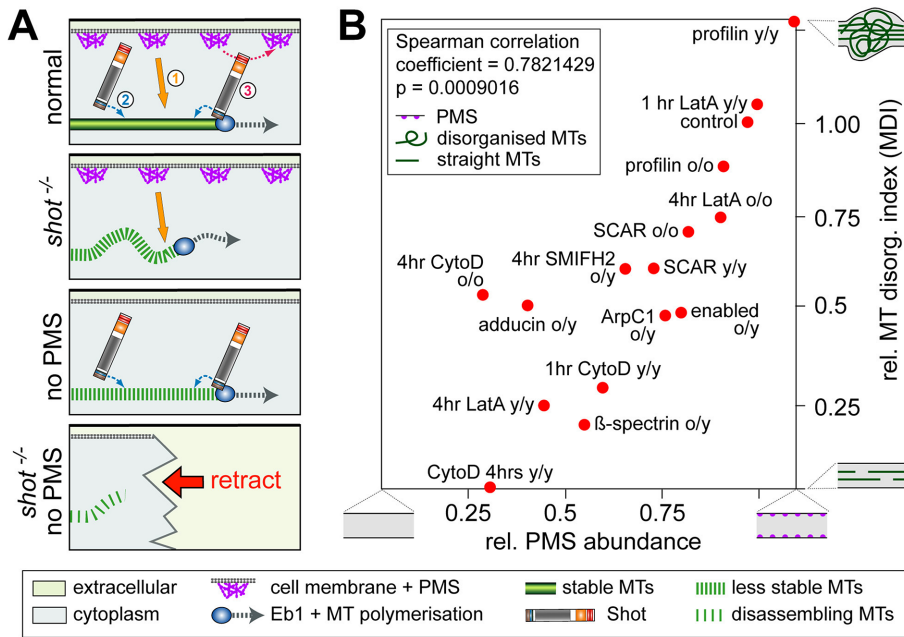 A
normal
1
2
3
shot -/-
no PMS
shot -/-
no PMS
retract
B
Spearman correlation
coefficient = 0.7821429
p = 0.0009016
PMS
disorganised MTs
straight MTs
profilin y/y
1 hr LatA y/y
control
profilin o/o
4hr LatA o/o
SCAR o/o
4hr CytoD
o/o
4hr SMIFH2
o/y
SCAR y/y
adducin o/y
ArpC1
o/y
enabled
o/y
1hr CytoD y/y
4hr LatA y/y
ß-spectrin o/y
CytoD 4hrs y/y
1.00
0.75
0.5
0.25
rel. MT disorg. index (MDI)
0.25
0.5
0.75
rel. PMS abundance
extracellular
cytoplasm
cell membrane + PMS
Eb1 + MT polymerisation
stable MTs
Shot
less stable MTs
disassembling MTs